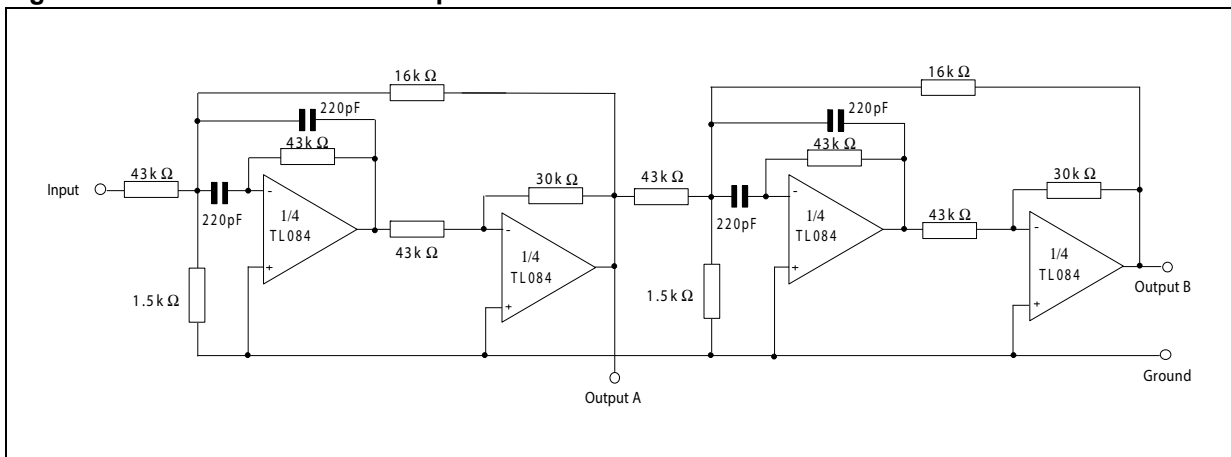 16k Ω
16k Ω
220pF
220pF
43k Ω
43k Ω
43k Ω
30k Ω
43k Ω
30k Ω
Input
-
-
220pF
1/4
TL084
-
220pF
1/4
TL084
43k Ω
-
43k Ω
1/4
TL084
1/4
TL084
+
+
Output B
1.5k Ω
1.5k Ω
+
+
Ground
Output A